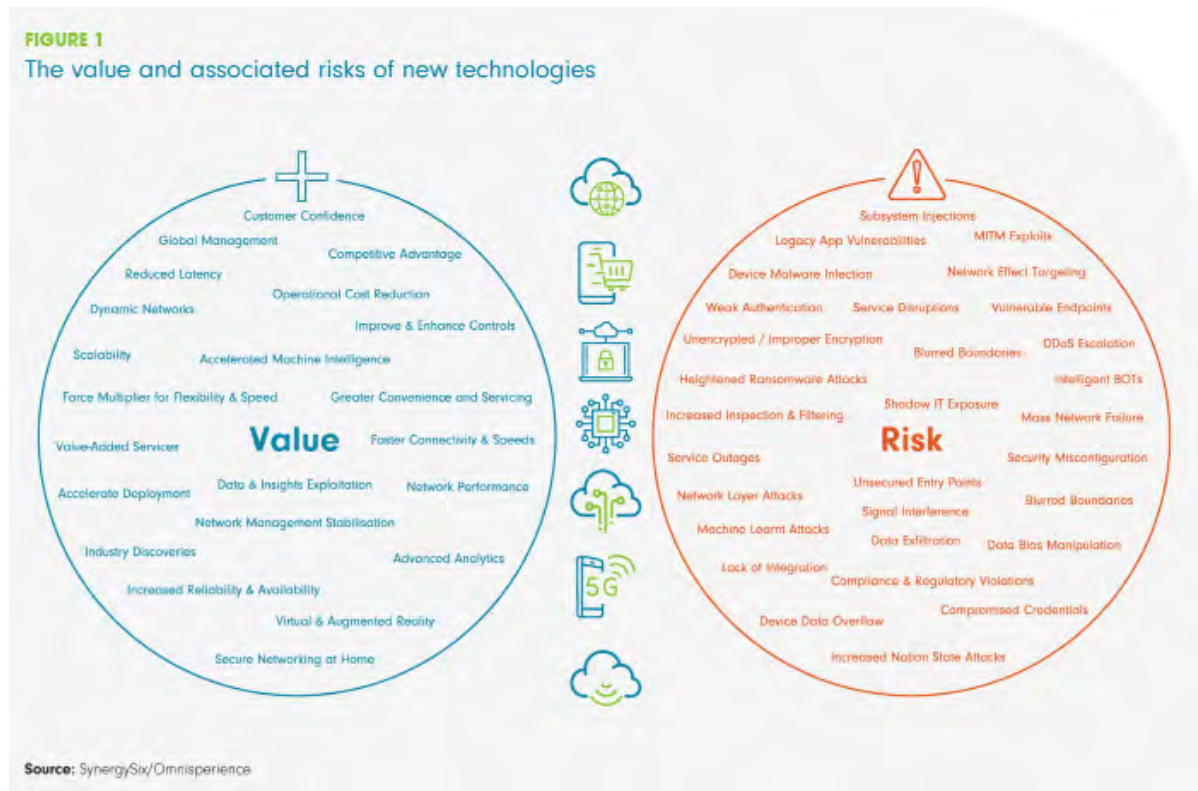 FIGURE 1
The value and associated risks of new technologies
Customer Confidence
Global Management
Competitive Advantage
Reduced Latency
Operational Cost Reduction
Dynamic Networks
Improve & Enhance Controls
Scalability
Accelerated Machine Intelligence
Force Multiplier for Flexibility & Speed
Greater Convenience and Servicing
Value-Added Services
Value
Faster Connectivity & Speeds
Accelerate Deployment
Data & Insights Exploitation
Network Performance
Network Management Stabilisation
Industry Discoveries
Advanced Analytics
Increased Reliability & Availability
Virtual & Augmented Reality
Secure Networking at Home
5G
Subsystem Injections
Legacy App Vulnerabilities
MITM Exploits
Device Malware Injection
Network Effect Targeting
Weak Authentication
Service Disruptions
Vulnerable Endpoints
Unencrypted / Improper Encryption
Blurred Boundaries
DDoS Escalation
Heightened Ransomware Attacks
Intelligent BOTs
Increased Inspection & Filtering
Shadow IT Exposure
Mass Network Failure
Risk
Service Outages
Security Misconfiguration
Unsecured Entry Points
Network Layer Attacks
Blurred Boundaries
Signal Interference
Machine Learnt Attacks
Data Exfiltration
Data Bias Manipulation
Lack of Integration
Compliance & Regulatory Violations
Compromised Credentials
Device Data Overflow
Increased Nation State Attacks
Source: SynergySix/Omnisperience